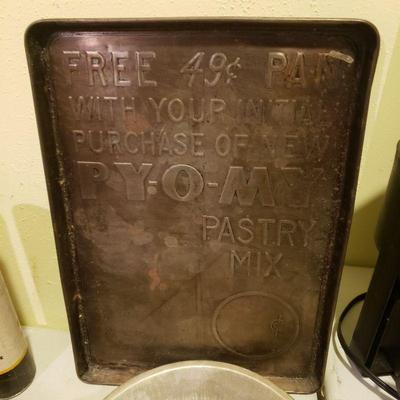 FREE 49¢ PAN
WITH YOUR INITIAL
PURCHASE OF NEW
PY-O-MY
PASTRY
MIX